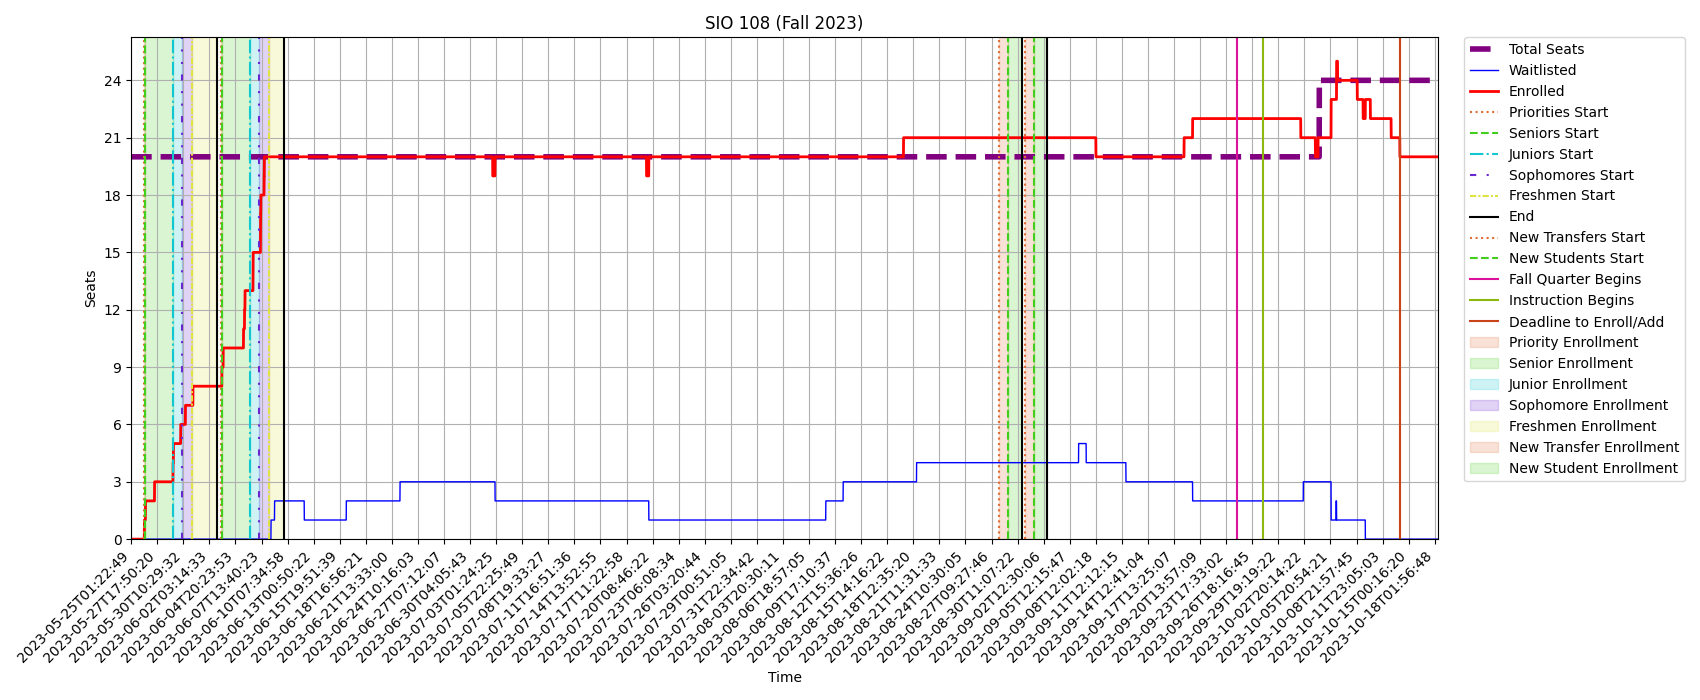 SIO 108 (Fall 2023)
Seats
24
21
18
15
12
9
6
3
0
2023-05-25T01:22:49
2023-05-27T17:50:20
2023-05-30T10:29:32
2023-06-02T03:14:33
2023-06-04T20:23:53
2023-06-07T13:40:23
2023-06-10T07:34:58
2023-06-13T00:50:22
2023-06-15T19:51:39
2023-06-18T16:56:21
2023-06-21T13:33:00
2023-06-24T10:16:03
2023-06-27T07:12:07
2023-06-30T04:05:43
2023-07-03T01:24:25
2023-07-05T22:25:49
2023-07-08T19:33:27
2023-07-11T16:51:36
2023-07-14T13:52:55
2023-07-17T11:22:58
2023-07-20T08:46:22
2023-07-23T06:08:34
2023-07-26T03:20:44
2023-07-29T00:51:05
2023-07-31T22:34:42
2023-08-03T20:30:11
2023-08-06T18:57:05
2023-08-09T17:10:37
2023-08-12T15:36:26
2023-08-15T14:16:22
2023-08-18T12:35:20
2023-08-21T11:31:33
2023-08-24T10:30:05
2023-08-27T09:27:46
2023-08-30T11:07:22
2023-09-02T12:30:06
2023-09-05T12:15:47
2023-09-08T12:02:18
2023-09-11T12:12:15
2023-09-14T12:41:04
2023-09-17T13:25:07
2023-09-20T13:57:09
2023-09-23T17:33:02
2023-09-26T18:16:45
2023-09-29T19:19:22
2023-10-02T20:14:22
2023-10-05T20:54:21
2023-10-08T21:57:45
2023-10-11T23:05:03
2023-10-15T00:16:20
2023-10-18T01:56:48
Time
Total Seats
Waitlisted
Enrolled
Priorities Start
Seniors Start
Juniors Start
Sophomores Start
Freshmen Start
End
New Transfers Start
New Students Start
Fall Quarter Begins
Instruction Begins
Deadline to Enroll/Add
Priority Enrollment
Senior Enrollment
Junior Enrollment
Sophomore Enrollment
Freshmen Enrollment
New Transfer Enrollment
New Student Enrollment